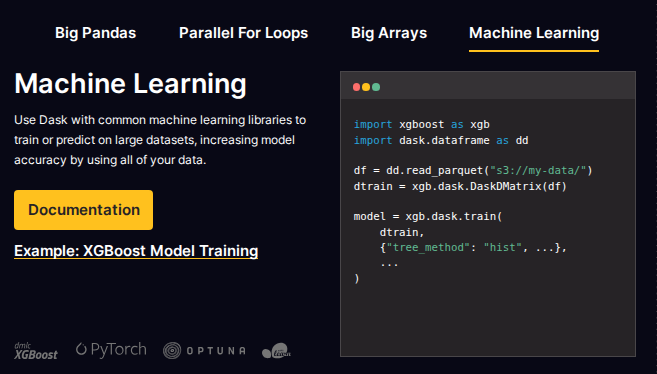 Big Pandas Parallel For Loops Big Arrays Machine Learning
Machine Learning
Use Dask with common machine learning libraries to
train or predict on large datasets, increasing model
accuracy by using all of your data.
Documentation
Example: XGBoost Model Training
import xgboost as xgb
import dask.dataframe as dd
df = dd.read_parquet("s3://my-data/")
dtrain = xgb.dask.DaskDMatrix(df)
model = xgb.dask.train(
    dtrain,
    {"tree_method": "hist", ...},
    ...
)
dmlc
XGBoost
PyTorch
OPTUNA